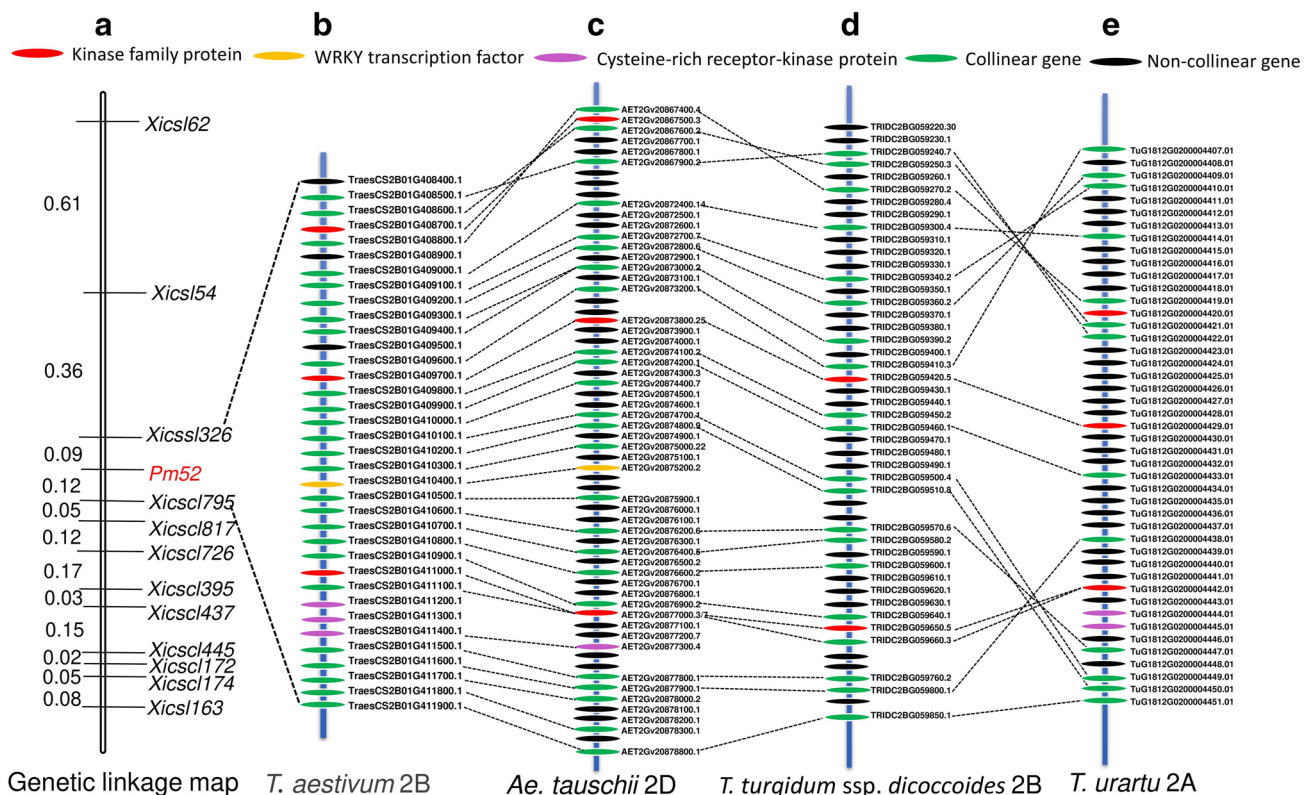 a b c d e
Kinase family protein WRKY transcription factor Cysteine-rich receptor-kinase protein Collinear gene Non-collinear gene
Xicsl62
0.61
Xicsl54
0.36
Xicssl326
0.09
Pm52
0.12
Xicscl795
0.05
Xicscl817
0.12
Xicscl726
0.17
Xicscl395
0.03
Xicscl437
0.15
Xicscl445
0.02
Xicscl172
0.05
Xicscl174
0.08
Xicsl163
Genetic linkage map
TraesCS2B01G408400.1
TraesCS2B01G408500.1
TraesCS2B01G408600.1
TraesCS2B01G408700.1
TraesCS2B01G408800.1
TraesCS2B01G408900.1
TraesCS2B01G409000.1
TraesCS2B01G409100.1
TraesCS2B01G409200.1
TraesCS2B01G409300.1
TraesCS2B01G409400.1
TraesCS2B01G409500.1
TraesCS2B01G409600.1
TraesCS2B01G409700.1
TraesCS2B01G409800.1
TraesCS2B01G409900.1
TraesCS2B01G410000.1
TraesCS2B01G410100.1
TraesCS2B01G410200.1
TraesCS2B01G410300.1
TraesCS2B01G410400.1
TraesCS2B01G410500.1
TraesCS2B01G410600.1
TraesCS2B01G410700.1
TraesCS2B01G410800.1
TraesCS2B01G410900.1
TraesCS2B01G411000.1
TraesCS2B01G411100.1
TraesCS2B01G411200.1
TraesCS2B01G411300.1
TraesCS2B01G411400.1
TraesCS2B01G411500.1
TraesCS2B01G411600.1
TraesCS2B01G411700.1
TraesCS2B01G411800.1
TraesCS2B01G411900.1
T. aestivum 2B
AET2Gv20867400.4
AET2Gv20867500.3
AET2Gv20867600.2
AET2Gv20867700.1
AET2Gv20867800.1
AET2Gv20867900.2
AET2Gv20872400.14
AET2Gv20872500.1
AET2Gv20872600.1
AET2Gv20872700.7
AET2Gv20872800.6
AET2Gv20872900.1
AET2Gv20873000.2
AET2Gv20873100.1
AET2Gv20873200.1
AET2Gv20873800.25
AET2Gv20873900.1
AET2Gv20874000.1
AET2Gv20874100.2
AET2Gv20874200.1
AET2Gv20874300.3
AET2Gv20874400.7
AET2Gv20874500.1
AET2Gv20874600.1
AET2Gv20874700.1
AET2Gv20874800.9
AET2Gv20874900.1
AET2Gv20875000.22
AET2Gv20875100.1
AET2Gv20875200.2
AET2Gv20875900.1
AET2Gv20876000.1
AET2Gv20876100.1
AET2Gv20876200.6
AET2Gv20876300.1
AET2Gv20876400.5
AET2Gv20876500.2
AET2Gv20876600.2
AET2Gv20876700.1
AET2Gv20876800.1
AET2Gv20876900.2
AET2Gv20877000.3/7
AET2Gv20877100.1
AET2Gv20877200.7
AET2Gv20877300.4
AET2Gv20877800.1
AET2Gv20877900.1
AET2Gv20878000.2
AET2Gv20878100.1
AET2Gv20878200.1
AET2Gv20878300.1
AET2Gv20878800.1
Ae. tauschii 2D
TRIDC2BG059220.30
TRIDC2BG059230.1
TRIDC2BG059240.7
TRIDC2BG059250.3
TRIDC2BG059260.1
TRIDC2BG059270.2
TRIDC2BG059280.4
TRIDC2BG059290.1
TRIDC2BG059300.4
TRIDC2BG059310.1
TRIDC2BG059320.1
TRIDC2BG059330.1
TRIDC2BG059340.2
TRIDC2BG059350.1
TRIDC2BG059360.2
TRIDC2BG059370.1
TRIDC2BG059380.1
TRIDC2BG059390.2
TRIDC2BG059400.1
TRIDC2BG059410.3
TRIDC2BG059420.5
TRIDC2BG059430.1
TRIDC2BG059440.1
TRIDC2BG059450.2
TRIDC2BG059460.1
TRIDC2BG059470.1
TRIDC2BG059480.1
TRIDC2BG059490.1
TRIDC2BG059500.4
TRIDC2BG059510.8
TRIDC2BG059570.6
TRIDC2BG059580.2
TRIDC2BG059590.1
TRIDC2BG059600.1
TRIDC2BG059610.1
TRIDC2BG059620.1
TRIDC2BG059630.1
TRIDC2BG059640.1
TRIDC2BG059650.5
TRIDC2BG059660.3
TRIDC2BG059760.2
TRIDC2BG059800.1
TRIDC2BG059850.1
T. turgidum ssp. dicoccoides 2B
TuG1812G0200004407.01
TuG1812G0200004408.01
TuG1812G0200004409.01
TuG1812G0200004410.01
TuG1812G0200004411.01
TuG1812G0200004412.01
TuG1812G0200004413.01
TuG1812G0200004414.01
TuG1812G0200004415.01
TuG1812G0200004416.01
TuG1812G0200004417.01
TuG1812G0200004418.01
TuG1812G0200004419.01
TuG1812G0200004420.01
TuG1812G0200004421.01
TuG1812G0200004422.01
TuG1812G0200004423.01
TuG1812G0200004424.01
TuG1812G0200004425.01
TuG1812G0200004426.01
TuG1812G0200004427.01
TuG1812G0200004428.01
TuG1812G0200004429.01
TuG1812G0200004430.01
TuG1812G0200004431.01
TuG1812G0200004432.01
TuG1812G0200004433.01
TuG1812G0200004434.01
TuG1812G0200004435.01
TuG1812G0200004436.01
TuG1812G0200004437.01
TuG1812G0200004438.01
TuG1812G0200004439.01
TuG1812G0200004440.01
TuG1812G0200004441.01
TuG1812G0200004442.01
TuG1812G0200004443.01
TuG1812G0200004444.01
TuG1812G0200004445.01
TuG1812G0200004446.01
TuG1812G0200004447.01
TuG1812G0200004448.01
TuG1812G0200004449.01
TuG1812G0200004450.01
TuG1812G0200004451.01
T. urartu 2A